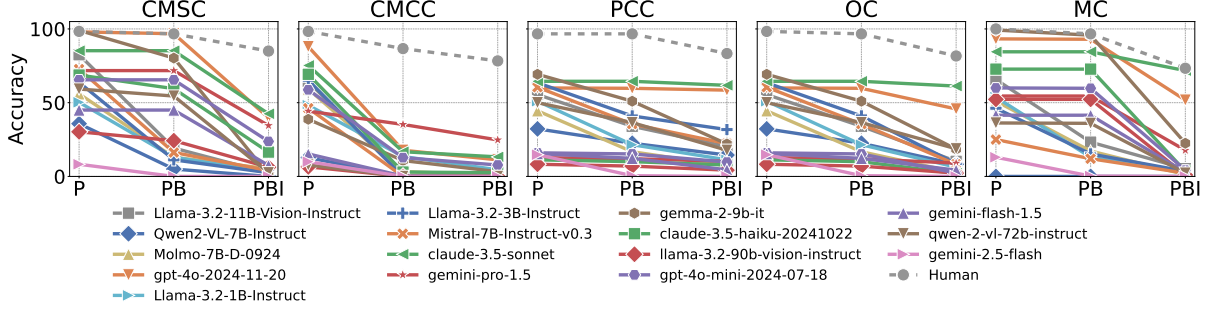 CMSC CMCC PCC OC MC
100
50
0
Accuracy
P PB PBI P PB PBI P PB PBI P PB PBI P PB PBI
Llama-3.2-11B-Vision-Instruct Llama-3.2-3B-Instruct gemma-2-9b-it gemini-flash-1.5
Qwen2-VL-7B-Instruct Mistral-7B-Instruct-v0.3 claude-3.5-haiku-20241022 qwen-2-vl-72b-instruct
Molmo-7B-D-0924 claude-3.5-sonnet llama-3.2-90b-vision-instruct gemini-2.5-flash
gpt-4o-2024-11-20 gemini-pro-1.5 gpt-4o-mini-2024-07-18 Human
Llama-3.2-1B-Instruct